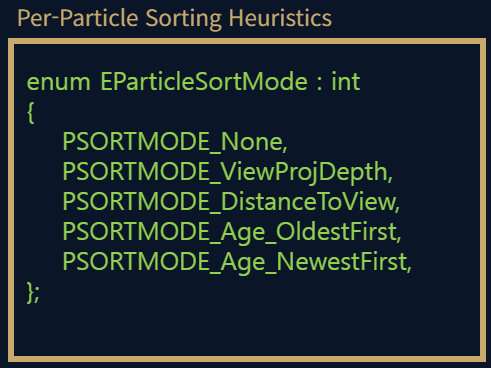 Per-Particle Sorting Heuristics
enum EParticleSortMode : int
{
PSORTMODE_None,
PSORTMODE_ViewProjDepth,
PSORTMODE_DistanceToView,
PSORTMODE_Age_OldestFirst,
PSORTMODE_Age_NewestFirst,
};